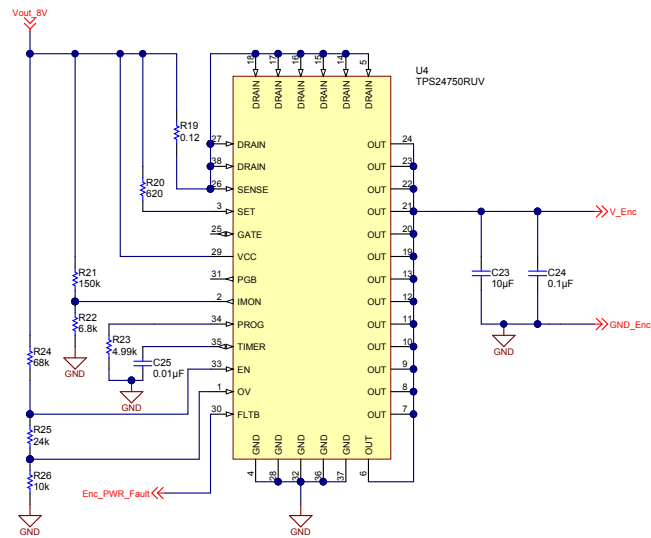 Vout_8V
18
17
16
15
14
5
DRAIN
DRAIN
DRAIN
DRAIN
DRAIN
DRAIN
U4
TPS24750RUV
R19
0.12
27
DRAIN
38
DRAIN
26
SENSE
R20
620
3
SET
25
GATE
29
VCC
31
PGB
R21
150k
2
IMON
R22
6.8k
GND
34
PROG
R23
4.99k
35
TIMER
C25
0.01µF
GND
R24
68k
33
EN
1
OV
30
FLTB
R25
24k
R26
10k
GND
Enc_PWR_Fault
OUT
24
OUT
23
OUT
22
OUT
21
OUT
20
OUT
19
OUT
13
OUT
12
OUT
11
OUT
10
OUT
9
OUT
8
OUT
7
V_Enc
C23
10µF
C24
0.1µF
GND_Enc
GND
GND
GND
GND
GND
GND
OUT
4
28
32
36
37
6
GND